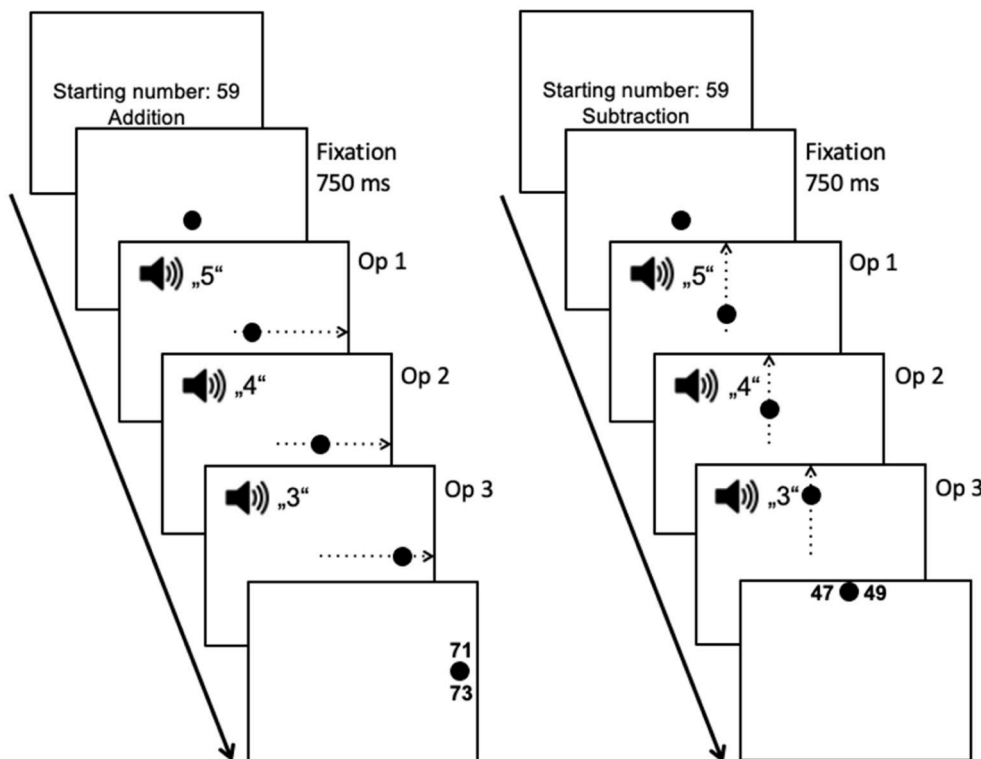 Starting number: 59
Addition
Fixation
750 ms
„5“
Op 1
„4“
Op 2
„3“
Op 3
71
73
Starting number: 59
Subtraction
Fixation
750 ms
„5“
Op 1
„4“
Op 2
„3“
Op 3
47 49